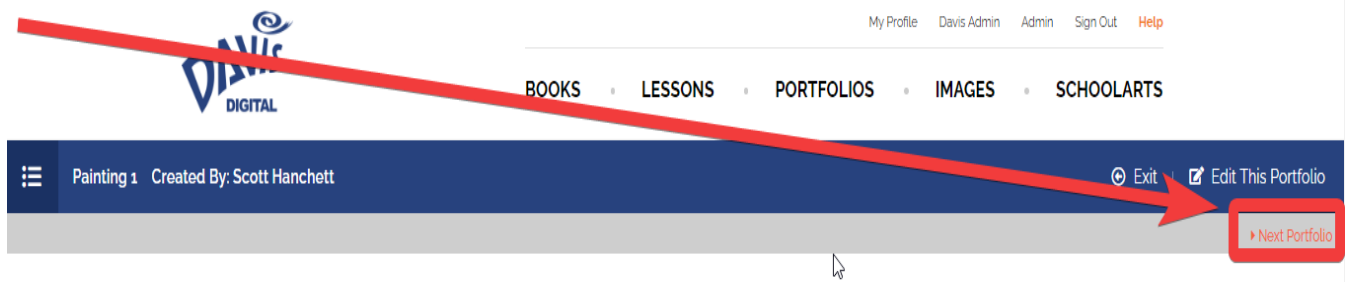 My Profile Davis Admin Admin Sign Out Help
DAVIS
DIGITAL
BOOKS LESSONS PORTFOLIOS IMAGES SCHOOLARTS
Painting 1 Created By: Scott Hanchett Exit Edit This Portfolio
Next Portfolio